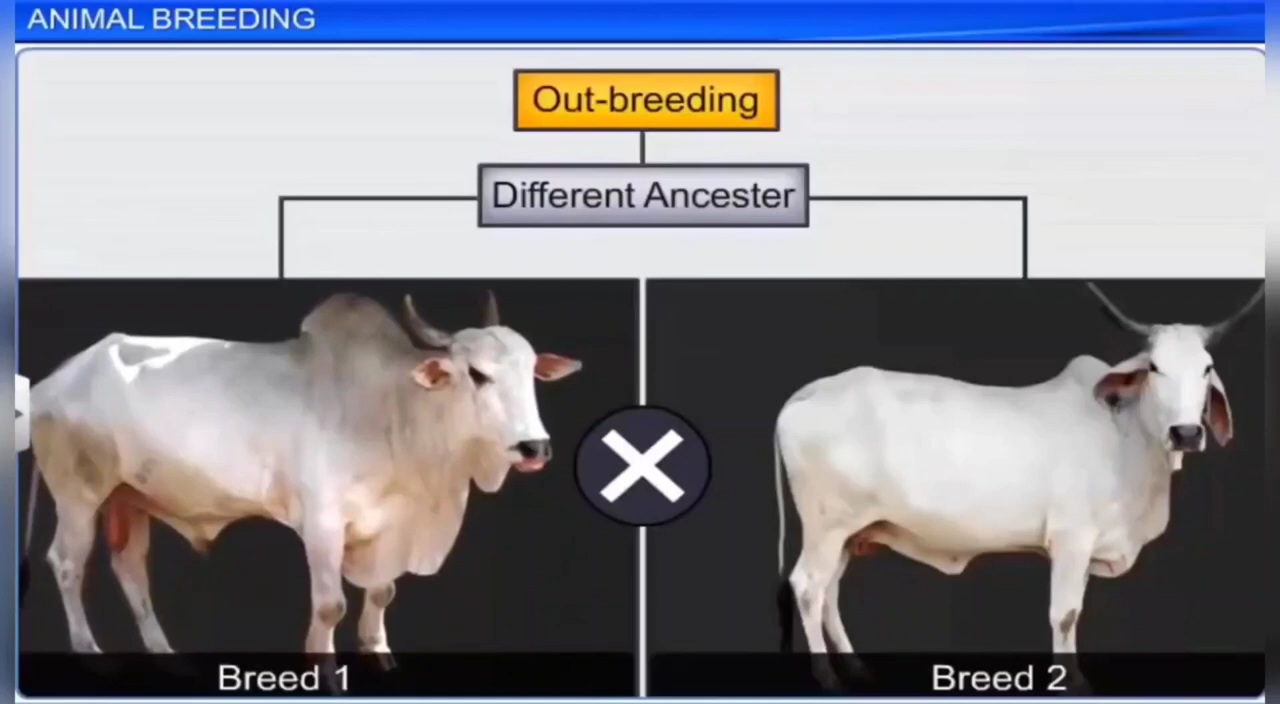 ANIMAL BREEDING
Out-breeding
Different Ancester
Breed 1
Breed 2